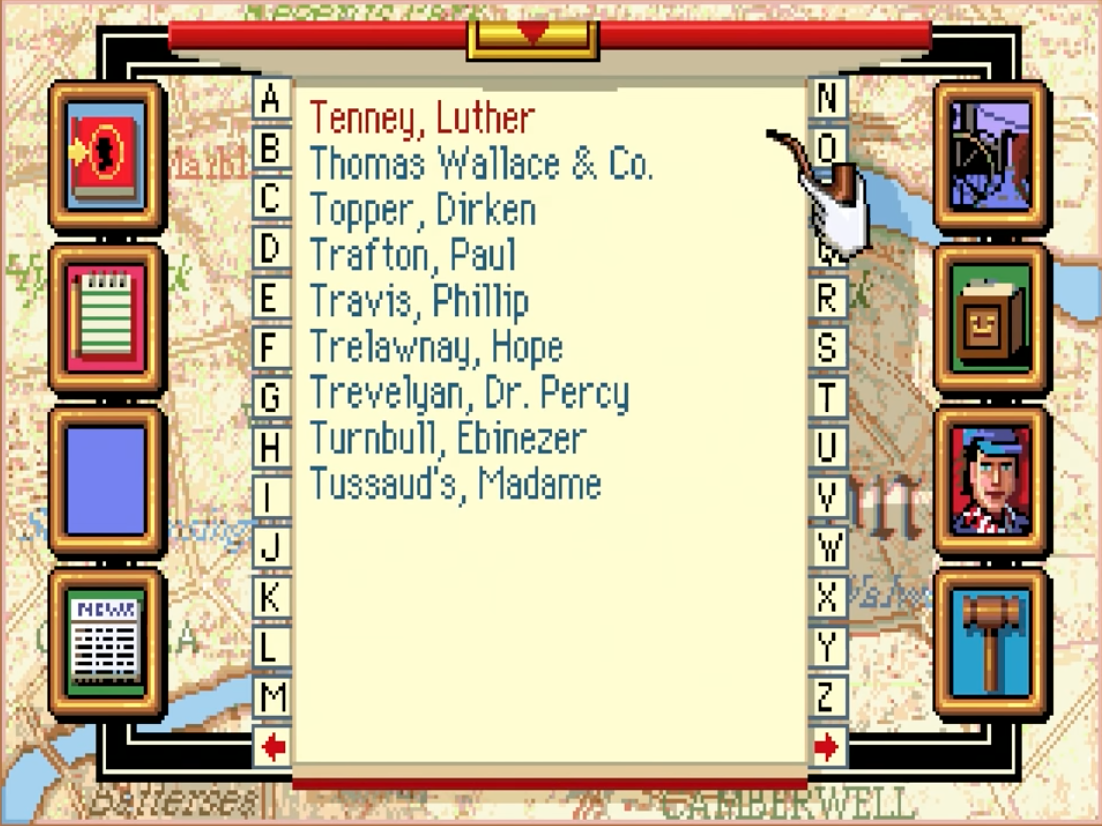 Tenney, Luther
Thomas Wallace & Co.
Topper, Dirken
Trafton, Paul
Travis, Phillip
Trelawnay, Hope
Trevelyan, Dr. Percy
Turnbull, Ebinezer
Tussaud's, Madame
A
B
C
D
E
F
G
H
I
J
K
L
M
N
O
R
S
T
U
V
W
X
Y
Z
NEWS
CAMBERWELL